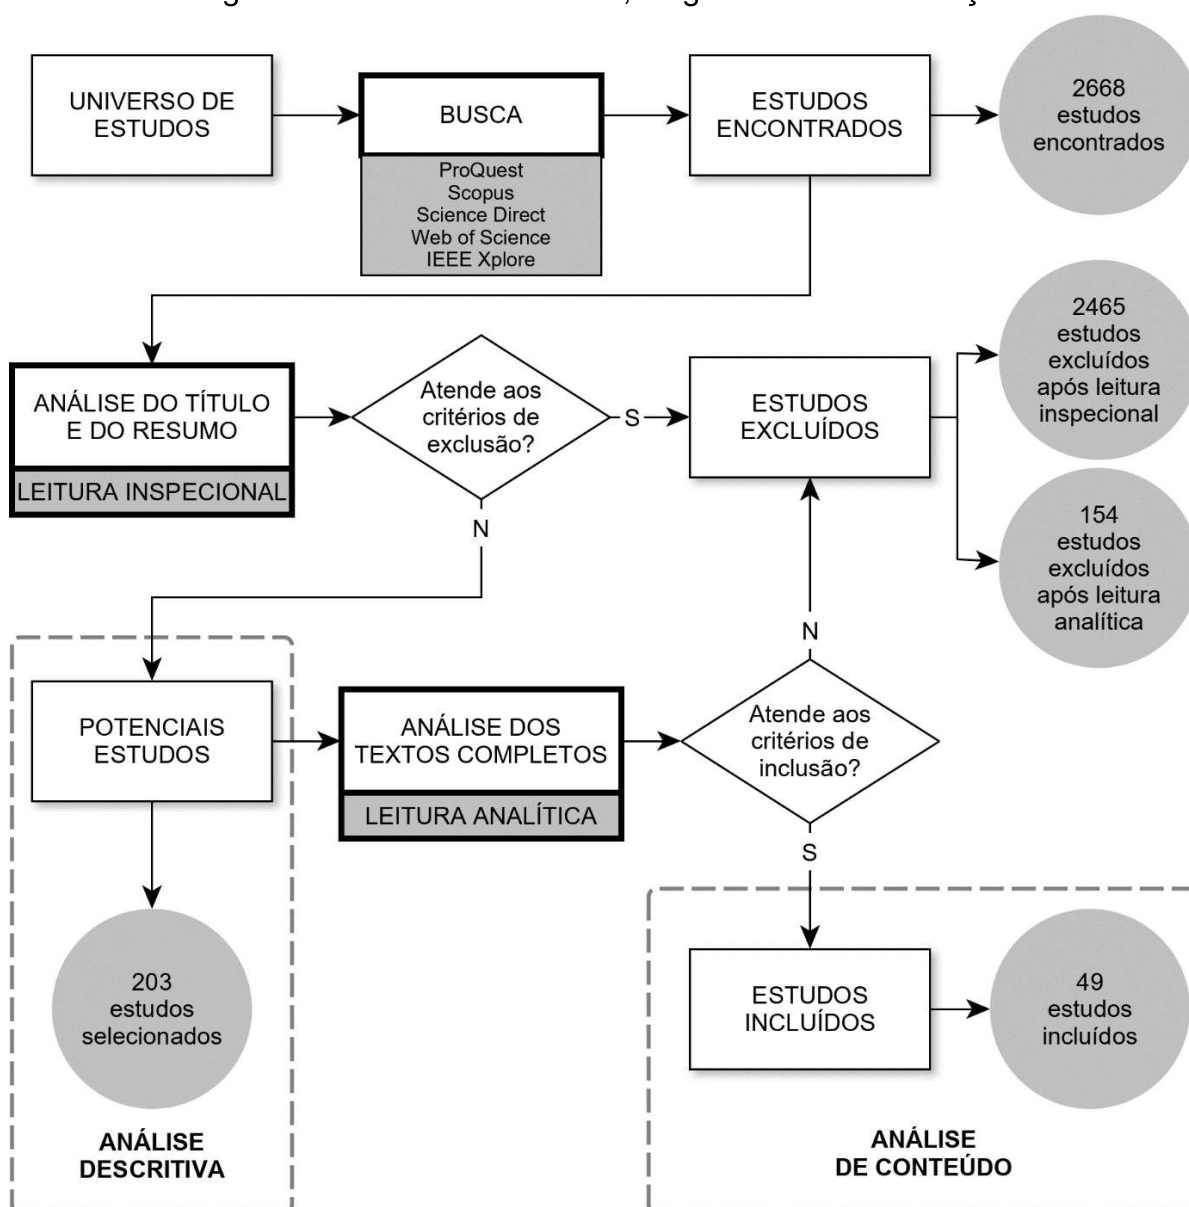 UNIVERSO DE
ESTUDOS
BUSCA
ProQuest
Scopus
Science Direct
Web of Science
IEEE Xplore
ESTUDOS
ENCONTRADOS
2668
estudos
encontrados
ANÁLISE DO TÍTULO
E DO RESUMO
LEITURA INSPECIONAL
Atende aos
critérios de
exclusão?
S
N
ESTUDOS
EXCLUÍDOS
2465
estudos
excluídos
após leitura
inspecional
154
estudos
excluídos
após leitura
analítica
POTENCIAIS
ESTUDOS
203
estudos
selecionados
ANÁLISE
DESCRITIVA
ANÁLISE DOS
TEXTOS COMPLETOS
LEITURA ANALÍTICA
Atende aos
critérios de
inclusão?
N
S
ESTUDOS
INCLUÍDOS
49
estudos
incluídos
ANÁLISE
DE CONTEÚDO